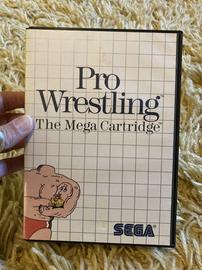 Pro
Wrestling
The Mega Cartridge
SEGA